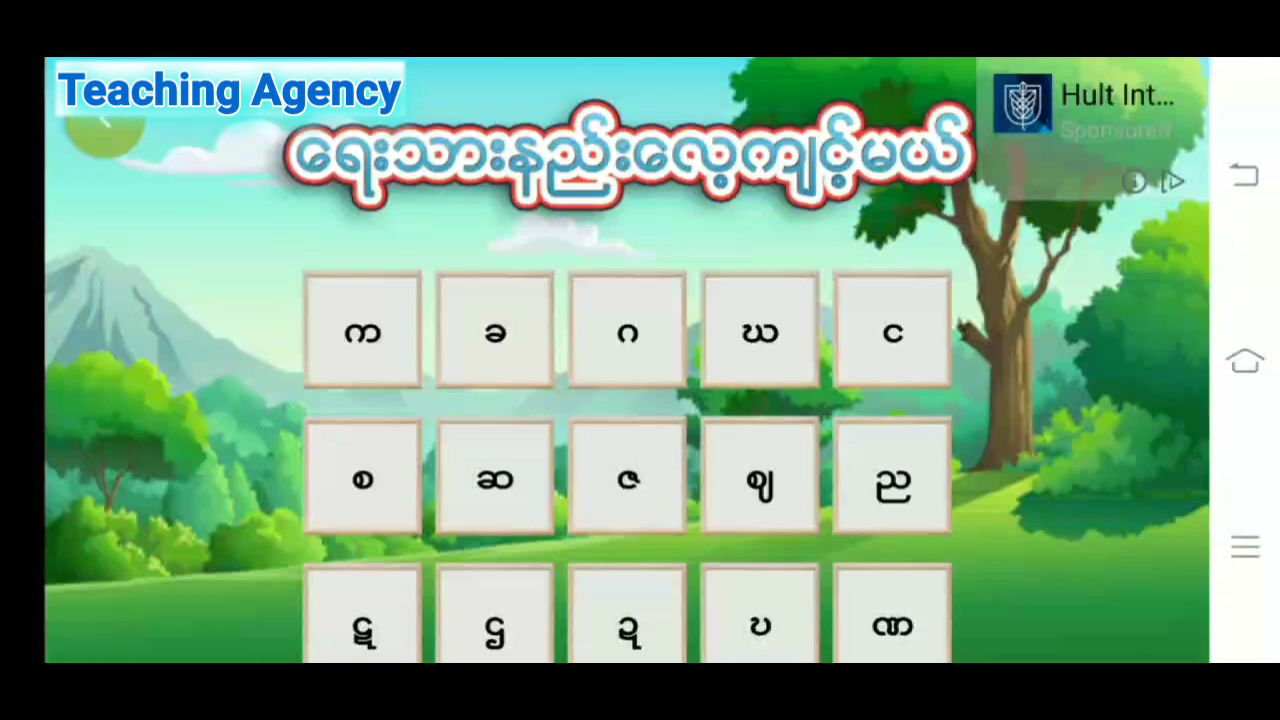 Teaching Agency
Hult Int...
Sponsored
ရေးသားနည်းလေ့ကျင့်မယ်
က ခ ဂ ဃ င
စ ဆ ဇ ဈ ည
ဋ ဌ ဍ ဎ ဏ